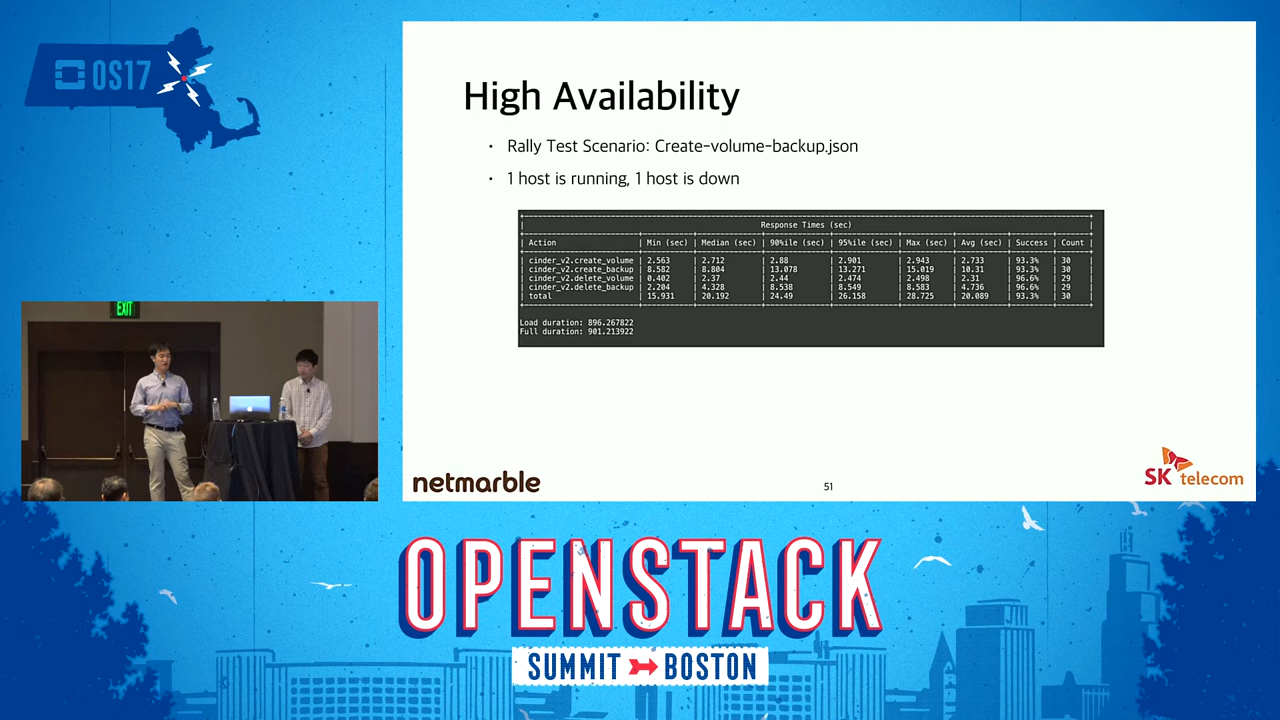 OS17
High Availability
• Rally Test Scenario: Create-volume-backup.json
• 1 host is running, 1 host is down
Response Times (sec)
| Action | Min (sec) | Median (sec) | 90%ile (sec) | 95%ile (sec) | Max (sec) | Avg (sec) | Success | Count |
| cinder_v2.create_volume | 2.563 | 2.712 | 2.88 | 2.901 | 2.943 | 2.733 | 93.3% | 30 |
| cinder_v2.create_backup | 8.582 | 8.804 | 13.078 | 13.271 | 15.019 | 10.31 | 93.3% | 30 |
| cinder_v2.delete_volume | 0.402 | 2.37 | 2.44 | 2.474 | 2.498 | 2.31 | 96.6% | 29 |
| cinder_v2.delete_backup | 2.204 | 4.328 | 8.538 | 8.549 | 8.583 | 4.736 | 96.6% | 29 |
| total | 15.931 | 20.192 | 24.49 | 26.158 | 28.725 | 20.089 | 93.3% | 30 |
Load duration: 896.267822
Full duration: 901.213922
EXIT
netmarble
51
SK telecom
OPENSTACK
SUMMIT BOSTON